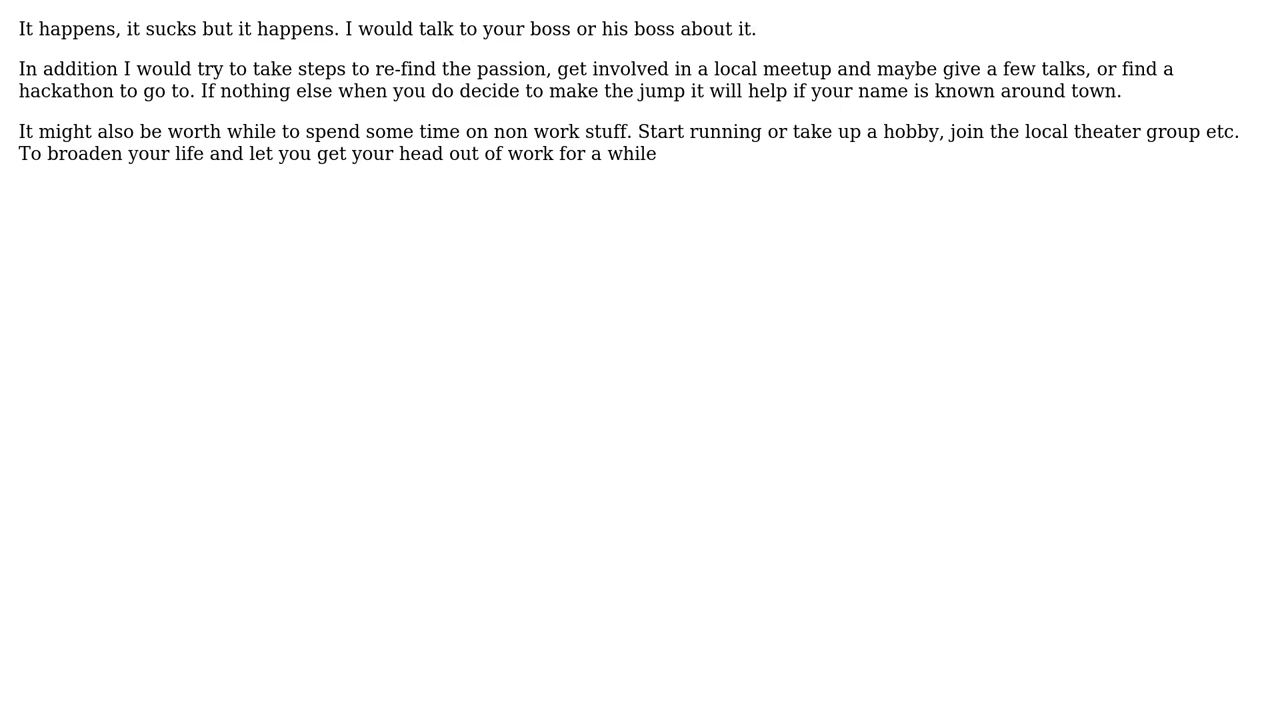 It happens, it sucks but it happens. I would talk to your boss or his boss about it.
In addition I would try to take steps to re-find the passion, get involved in a local meetup and maybe give a few talks, or find a
hackathon to go to. If nothing else when you do decide to make the jump it will help if your name is known around town.
It might also be worth while to spend some time on non work stuff. Start running or take up a hobby, join the local theater group etc.
To broaden your life and let you get your head out of work for a while